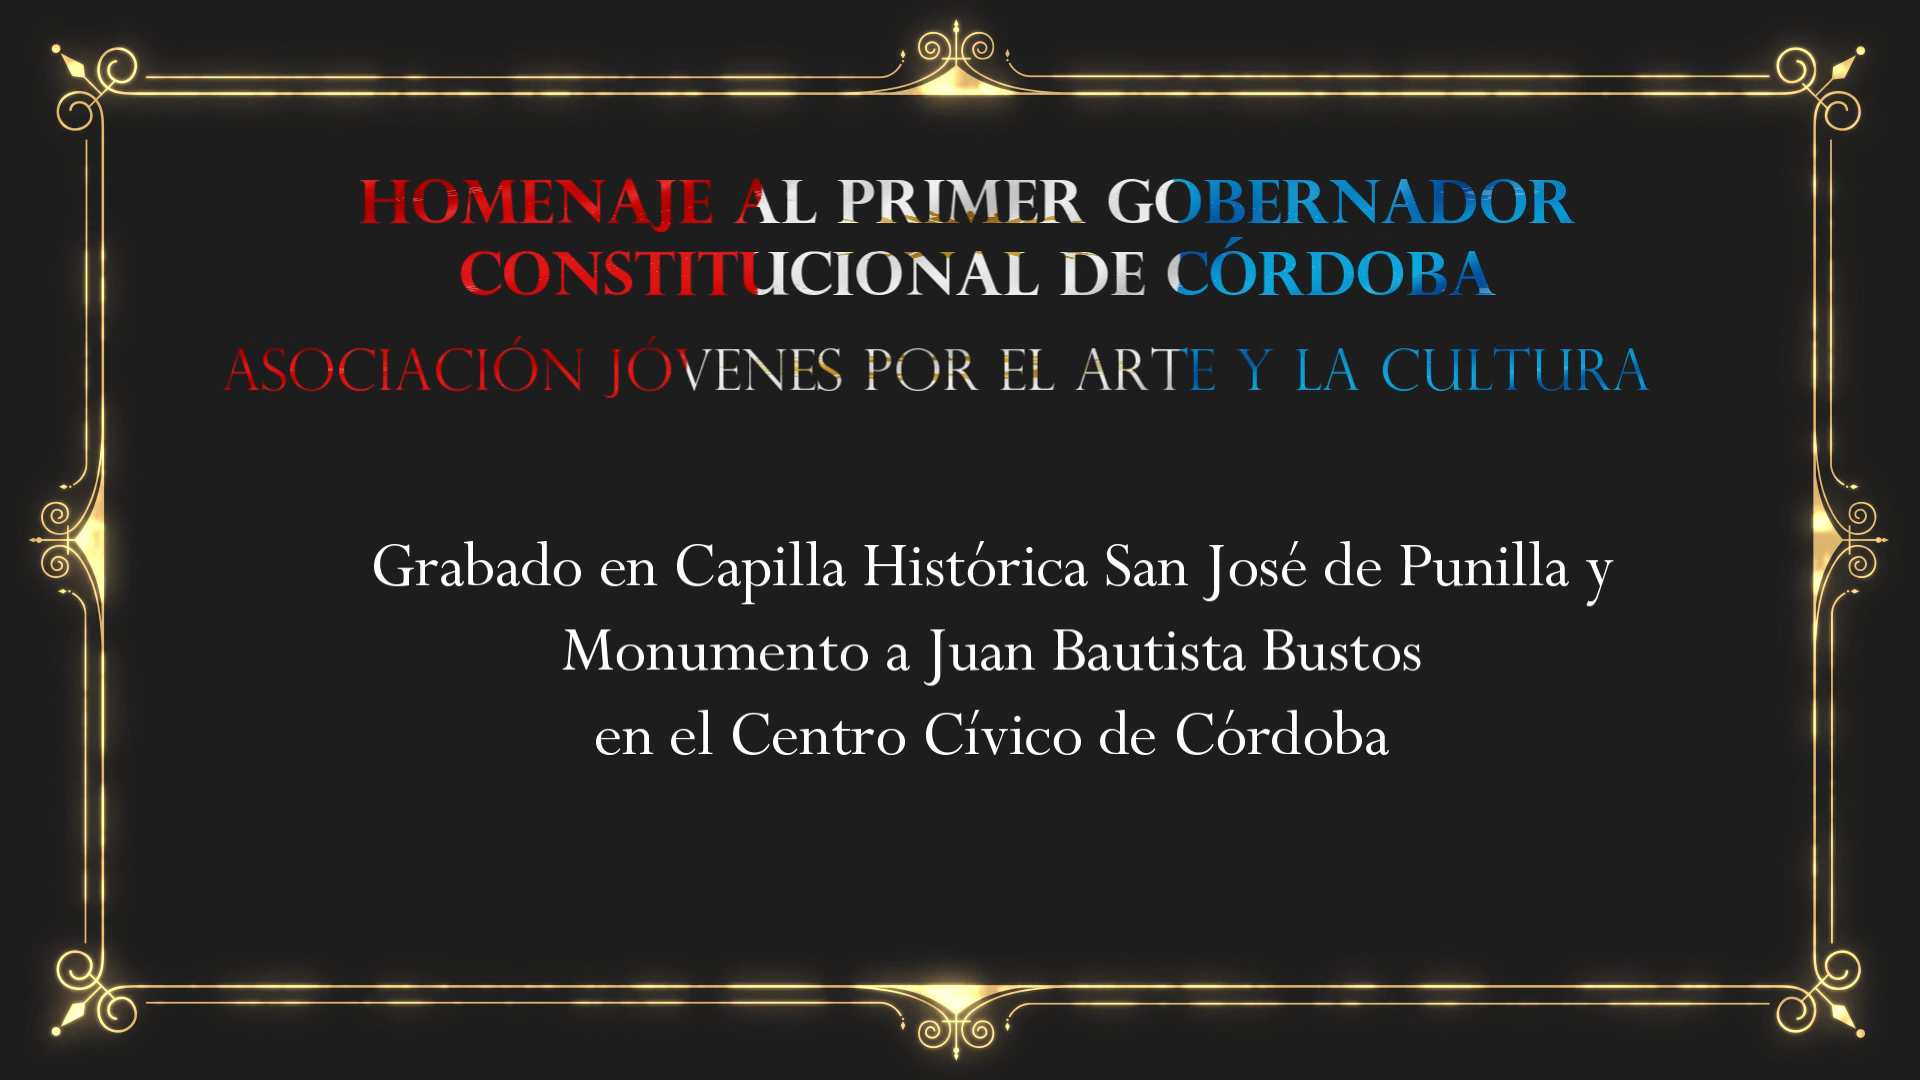 HOMENAJE AL PRIMER GOBERNADOR
CONSTITUCIONAL DE CÓRDOBA
ASOCIACIÓN JÓVENES POR EL ARTE Y LA CULTURA
Grabado en Capilla Histórica San José de Punilla y
Monumento a Juan Bautista Bustos
en el Centro Cívico de Córdoba